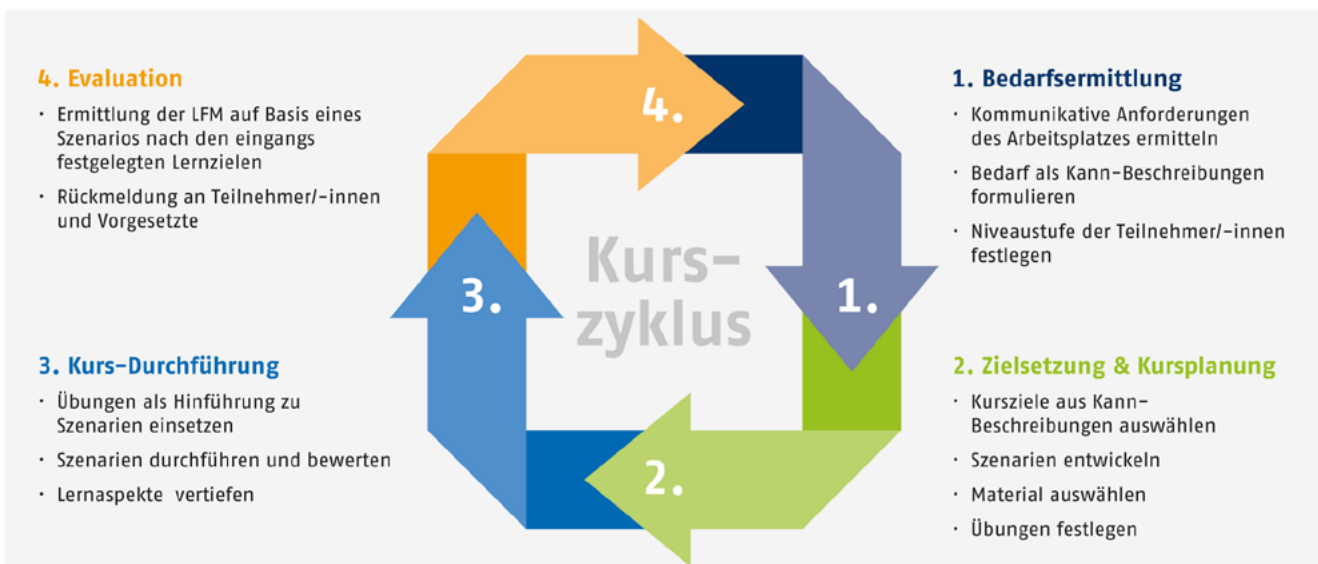 4. Evaluation
· Ermittlung der LFM auf Basis eines
Szenarios nach den eingangs
festgelegten Lernzielen
· Rückmeldung an Teilnehmer/-innen
und Vorgesetzte
4.
1. Bedarfsermittlung
· Kommunikative Anforderungen
des Arbeitsplatzes ermitteln
· Bedarf als Kann-Beschreibungen
formulieren
· Niveaustufe der Teilnehmer/-innen
festlegen
Kurs-
zyklus
3.
1.
3. Kurs-Durchführung
· Übungen als Hinführung zu
Szenarien einsetzen
· Szenarien durchführen und bewerten
· Lernaspekte vertiefen
2.
2. Zielsetzung & Kursplanung
· Kursziele aus Kann-
Beschreibungen auswählen
· Szenarien entwickeln
· Material auswählen
· Übungen festlegen